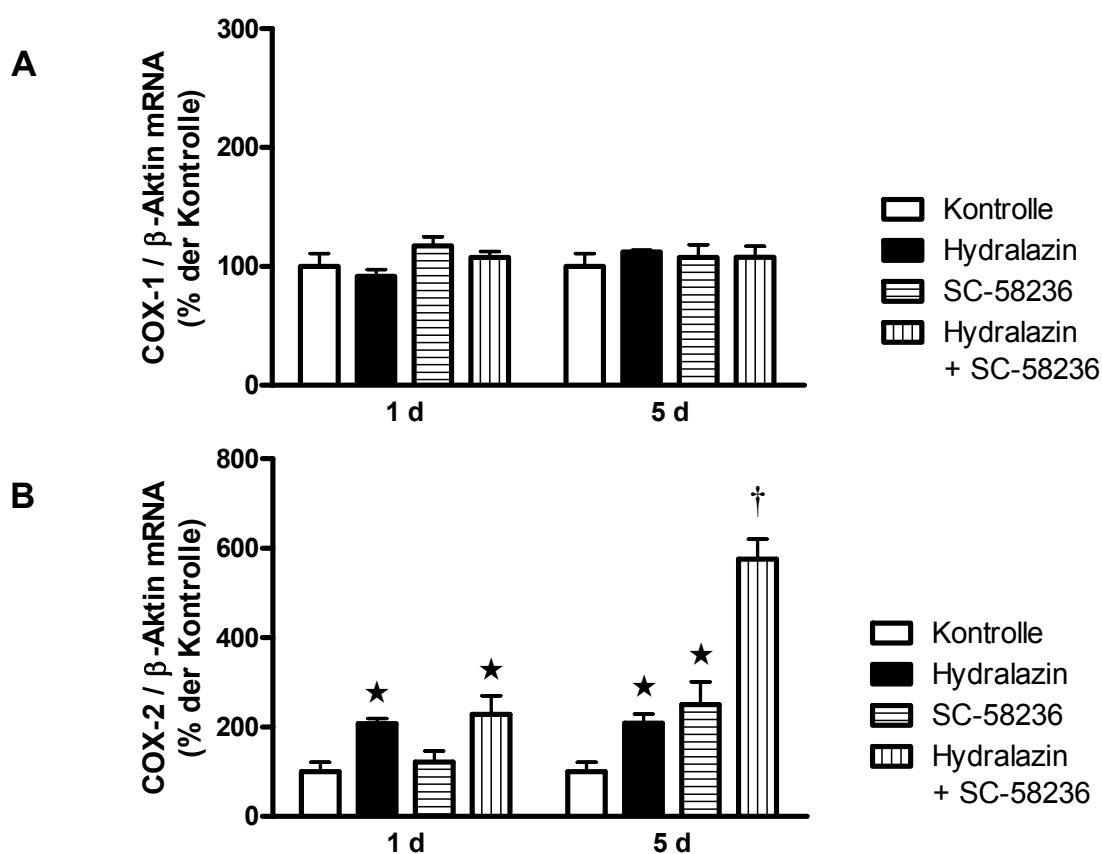 A
COX-1 / β-Aktin mRNA
(% der Kontrolle)
300
200
100
0
1 d
5 d
Kontrolle
Hydralazin
SC-58236
Hydralazin
+ SC-58236
B
COX-2 / β-Aktin mRNA
(% der Kontrolle)
800
600
400
200
0
★
★
★
★
†
1 d
5 d
Kontrolle
Hydralazin
SC-58236
Hydralazin
+ SC-58236